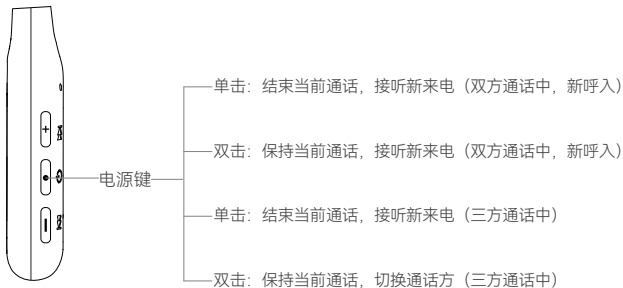 单击：结束当前通话，接听新来电（双方通话中，新呼入）
双击：保持当前通话，接听新来电（双方通话中，新呼入）
电源键
单击：结束当前通话，接听新来电（三方通话中）
双击：保持当前通话，切换通话方（三方通话中）